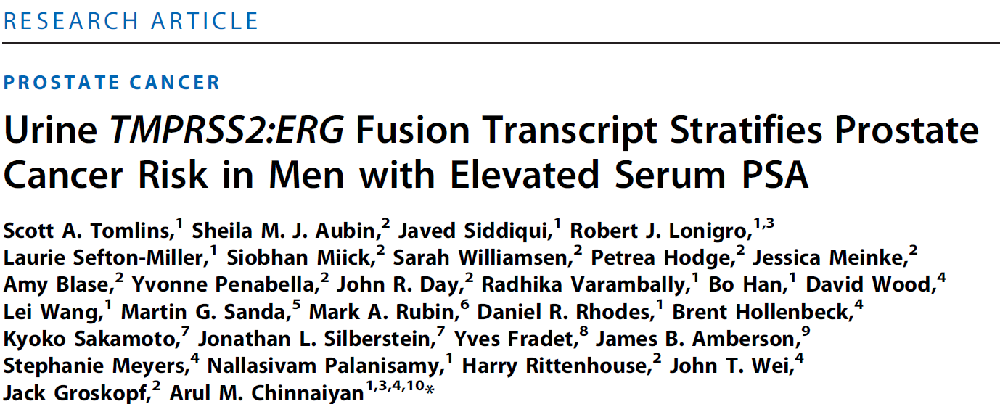 RESEARCH ARTICLE
PROSTATE CANCER
Urine TMPRSS2:ERG Fusion Transcript Stratifies Prostate
Cancer Risk in Men with Elevated Serum PSA
Scott A. Tomlins,1 Sheila M. J. Aubin,2 Javed Siddiqui,1 Robert J. Lonigro,1,3
Laurie Sefton-Miller,1 Siobhan Miick,2 Sarah Williamsen,2 Petrea Hodge,2 Jessica Meinke,2
Amy Blase,2 Yvonne Penabella,2 John R. Day,2 Radhika Varambally,1 Bo Han,1 David Wood,4
Lei Wang,1 Martin G. Sanda,5 Mark A. Rubin,6 Daniel R. Rhodes,1 Brent Hollenbeck,4
Kyoko Sakamoto,7 Jonathan L. Silberstein,7 Yves Fradet,8 James B. Amberson,9
Stephanie Meyers,4 Nallasivam Palanisamy,1 Harry Rittenhouse,2 John T. Wei,4
Jack Groskopf,2 Arul M. Chinnaiyan1,3,4,10*